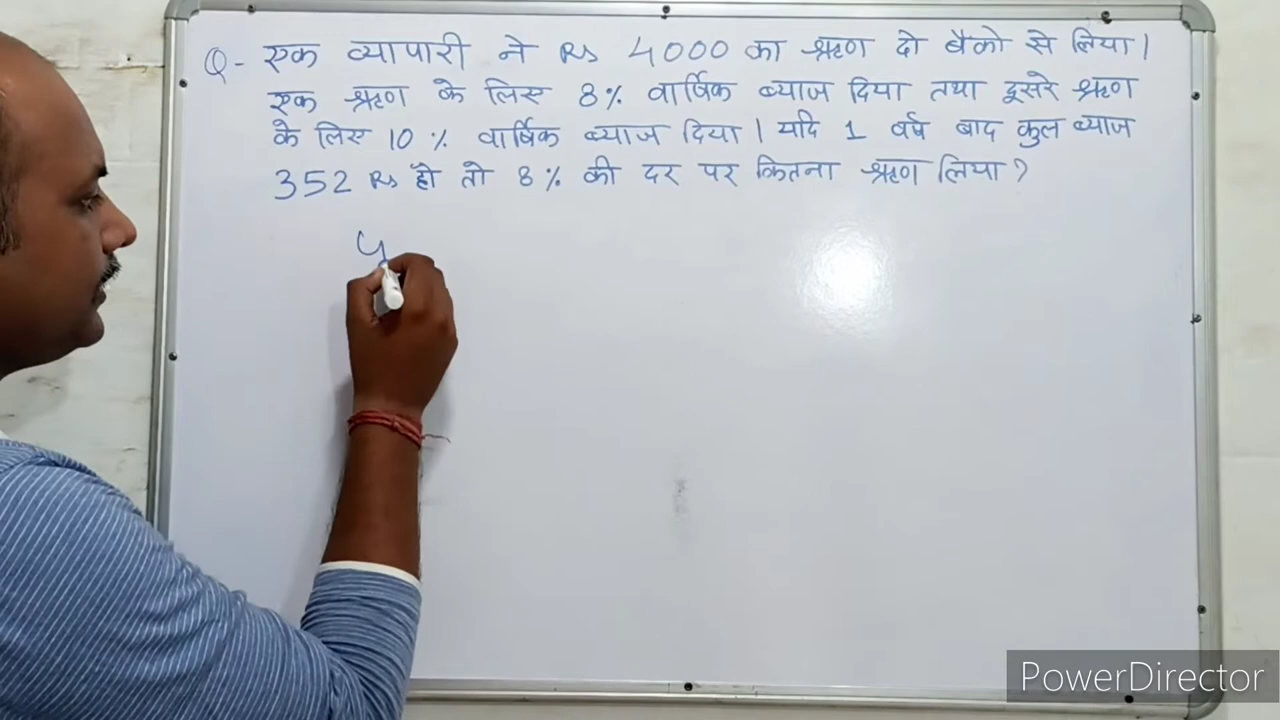 Q- एक व्यापारी ने Rs 4000 का ऋण दो बैंको से लिया।
एक ऋण के लिए 8% वार्षिक ब्याज दिया तथा दूसरे ऋण
के लिए 10% वार्षिक ब्याज दिया। यदि 1 वर्ष बाद कुल ब्याज
352 Rs हो तो 8% की दर पर कितना ऋण लिया?
PowerDirector